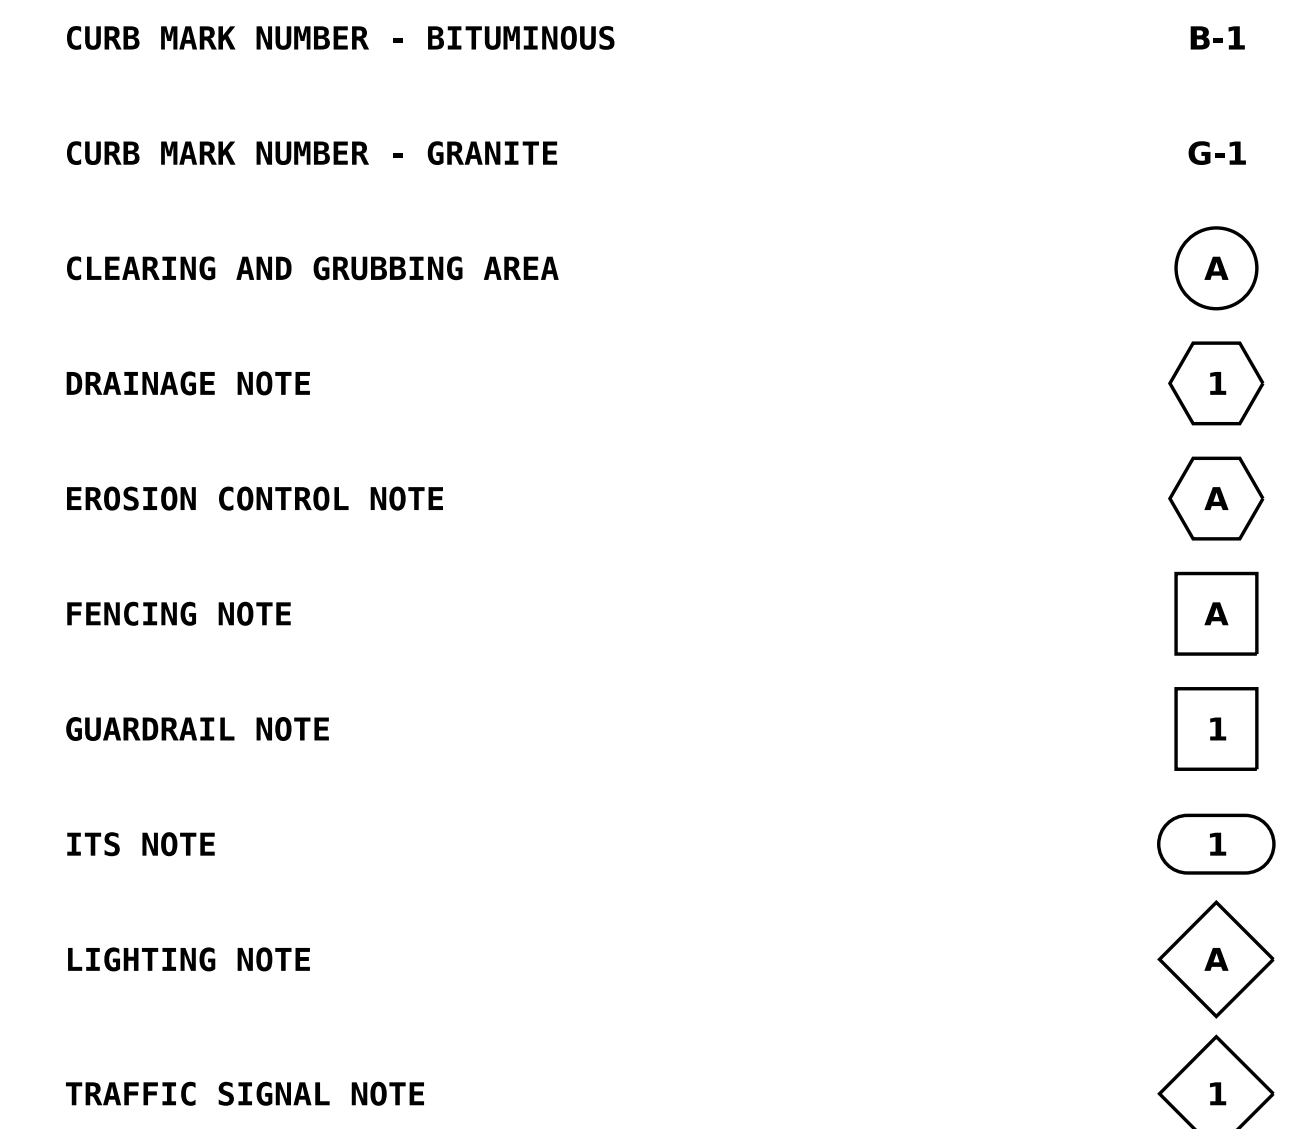 CURB MARK NUMBER - BITUMINOUS B-1
CURB MARK NUMBER - GRANITE G-1
CLEARING AND GRUBBING AREA A
DRAINAGE NOTE 1
EROSION CONTROL NOTE A
FENCING NOTE A
GUARDRAIL NOTE 1
ITS NOTE 1
LIGHTING NOTE A
TRAFFIC SIGNAL NOTE 1